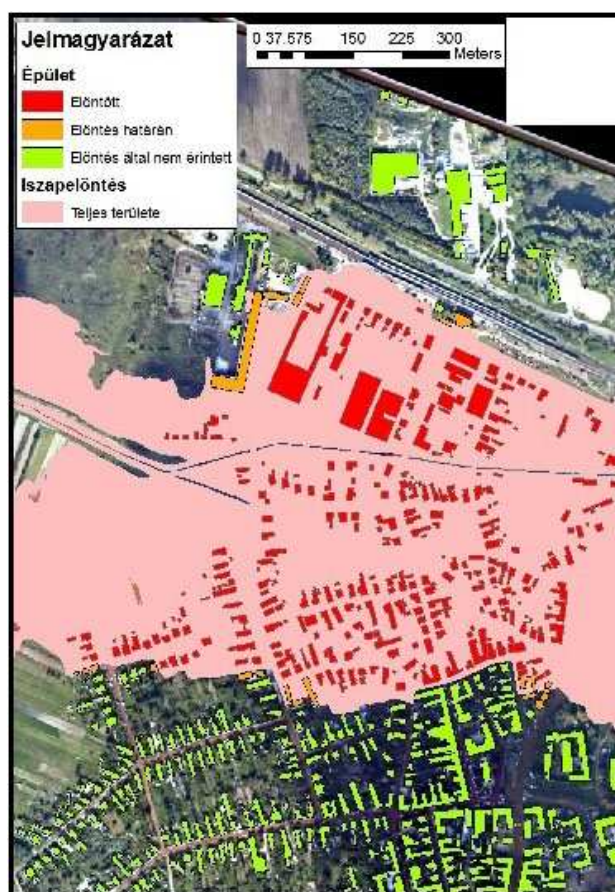 Jelmagyarázat
Épület
Elöntött
Elöntés határán
Elöntés által nem érintett
Iszapelöntés
Teljes területe
0 37.575 150 225 300
Meters